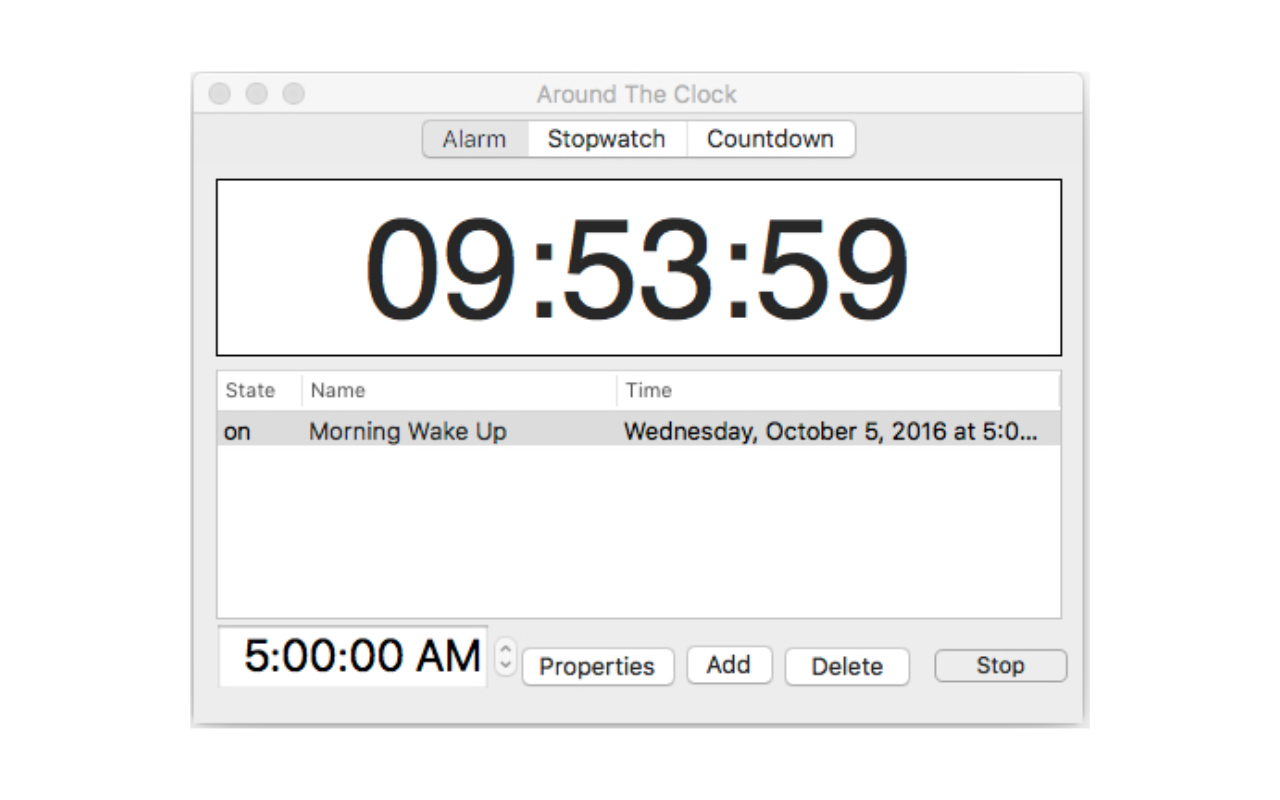 Around The Clock
Alarm Stopwatch Countdown
09:53:59
State Name Time
on Morning Wake Up Wednesday, October 5, 2016 at 5:0...
5:00:00 AM Properties Add Delete Stop